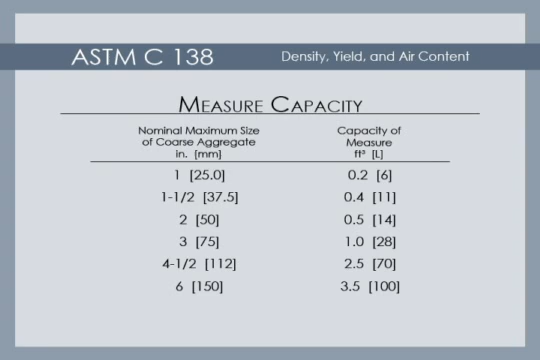 ASTM C 138 Density, Yield, and Air Content
MEASURE CAPACITY
Nominal Maximum Size Capacity of
of Coarse Aggregate Measure
in. [mm] ft³ [L]
1 [25.0] 0.2 [6]
1-1/2 [37.5] 0.4 [11]
2 [50] 0.5 [14]
3 [75] 1.0 [28]
4-1/2 [112] 2.5 [70]
6 [150] 3.5 [100]